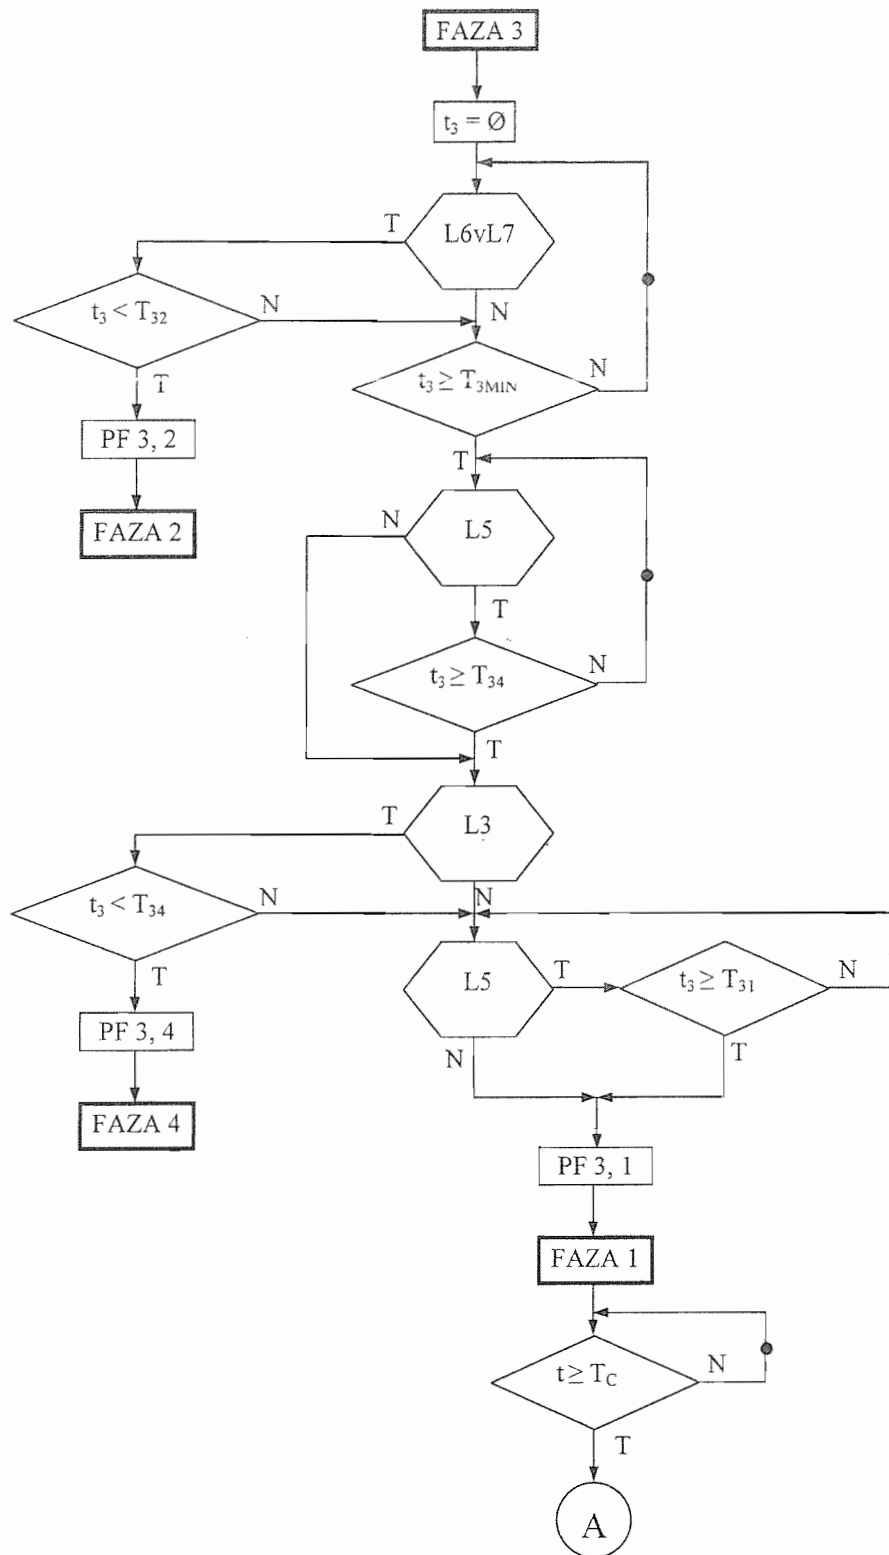 FAZA 3
t₃ = Ø
T
L6vL7
N
t₃ < T₃₂
N
t₃ ≥ T₃MIN
N
T
PF 3, 2
T
FAZA 2
N
L5
T
t₃ ≥ T₃₄
N
T
T
L3
N
t₃ < T₃₄
N
T
L5
T
t₃ ≥ T₃₁
N
PF 3, 4
N
T
FAZA 4
PF 3, 1
FAZA 1
t ≥ T_C
N
T
A